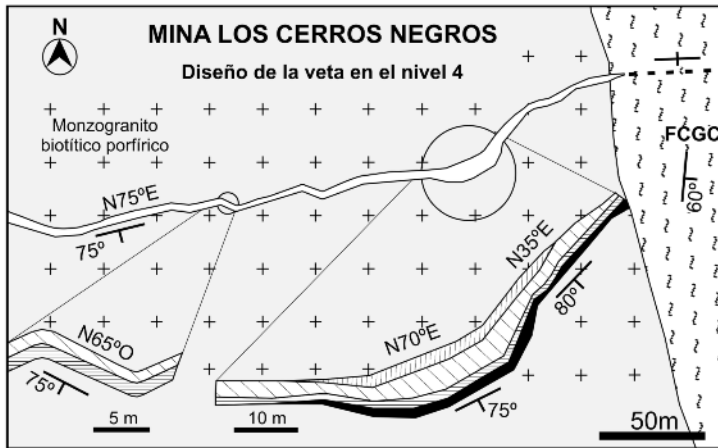 N
MINA LOS CERROS NEGROS
Diseño de la veta en el nivel 4
Monzogranito
biotítico porfírico
FCGC
60º
N75ºE
75º
N35ºE
80º
N70ºE
N65ºO
75º
75º
5 m
10 m
50m